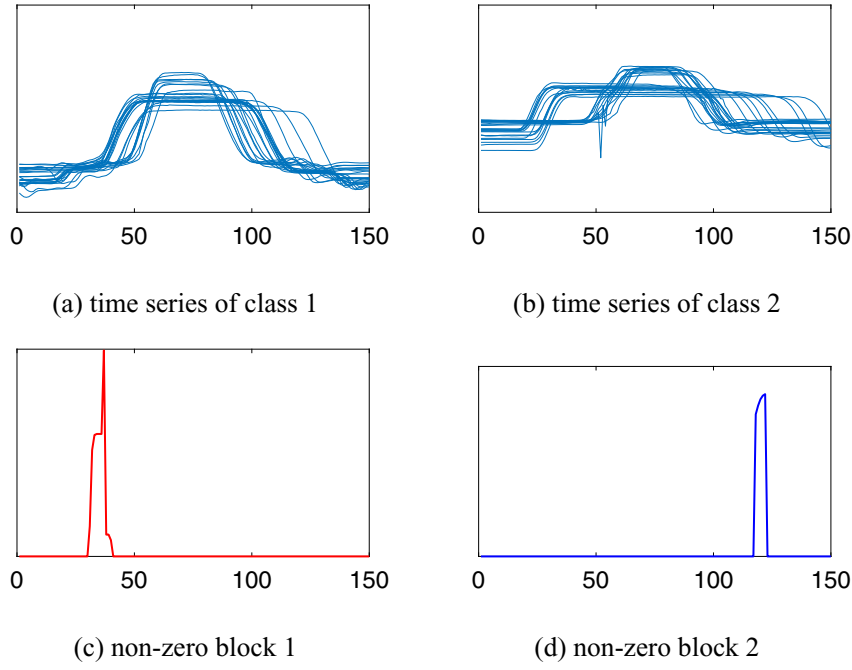 0 50 100 150
0 50 100 150
(a) time series of class 1
(b) time series of class 2
0 50 100 150
0 50 100 150
(c) non-zero block 1
(d) non-zero block 2